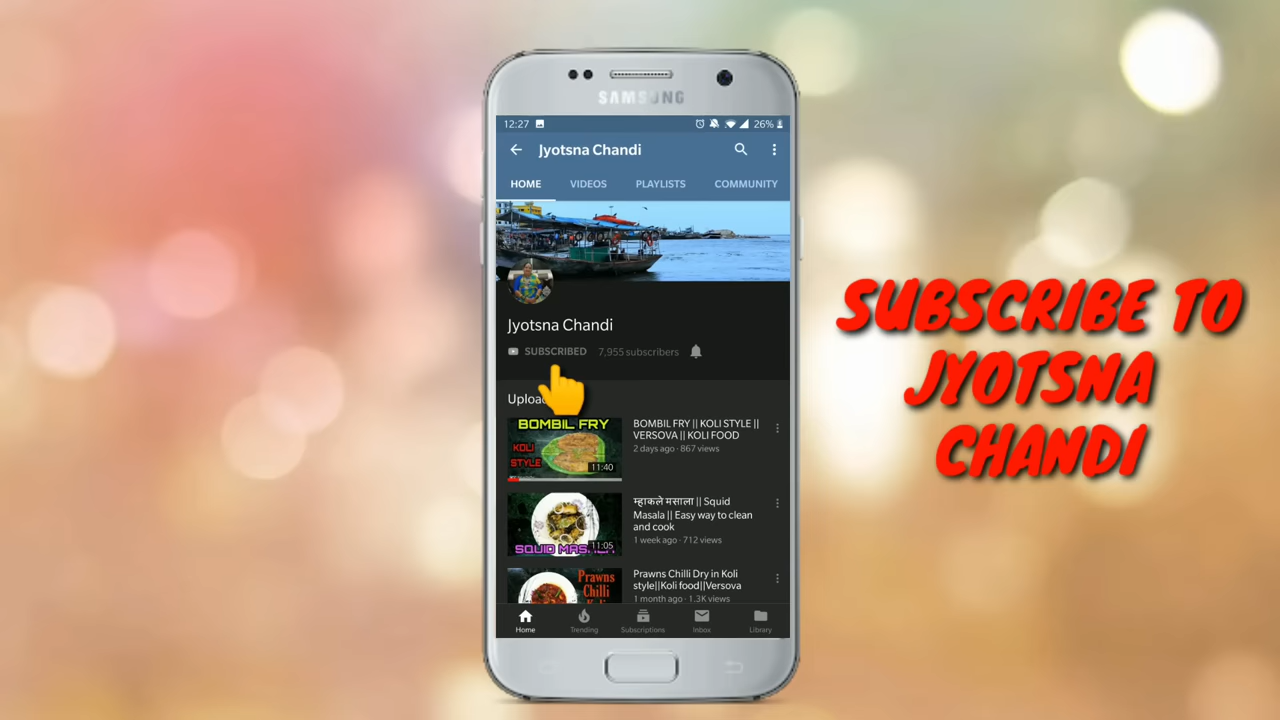 SAMSUNG
12:27
26%
Jyotsna Chandi
HOME VIDEOS PLAYLISTS COMMUNITY
Jyotsna Chandi
SUBSCRIBED 7,955 subscribers
BOMBIL FRY
KOLI
STYLE
11:40
BOMBIL FRY || KOLI STYLE ||
VERSOVA || KOLI FOOD
2 days ago · 867 views
11:05
म्हाकले मसाला || Squid
Masala || Easy way to clean
and cook
1 week ago · 712 views
Prawns
Chilli
Prawns Chilli Dry in Koli
style||Koli food||Versova
1 month ago · 1.3K views
Home Trending Subscriptions Inbox Library
SUBSCRIBE TO
JYOTSNA
CHANDI